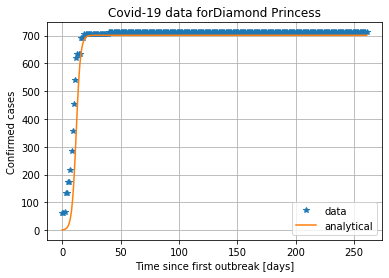 Covid-19 data forDiamond Princess
Confirmed cases
700
600
500
400
300
200
100
0
0
50
100
150
200
250
Time since first outbreak [days]
data
analytical